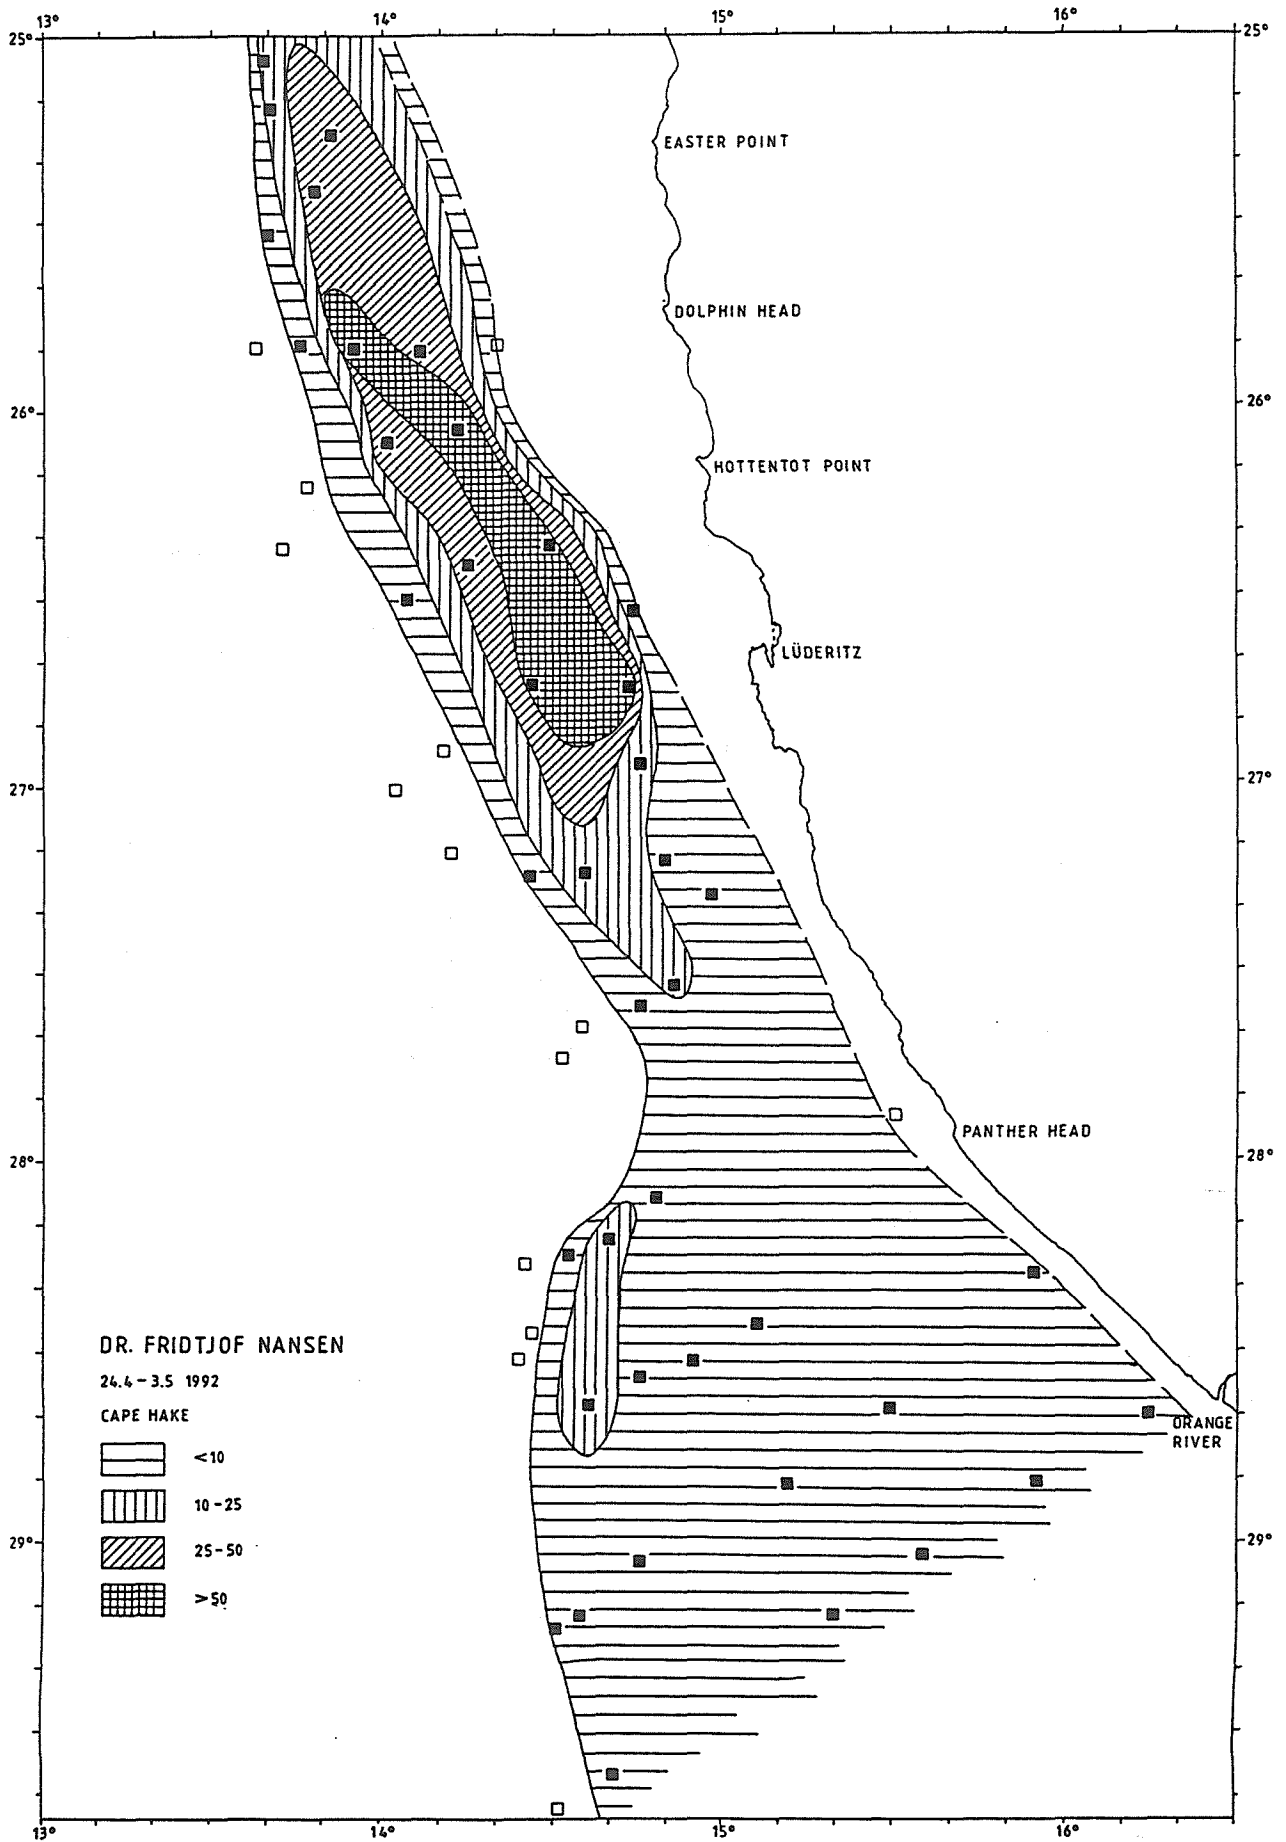 13° 14° 15° 16°
25° 25°
EASTER POINT
DOLPHIN HEAD
26° 26°
HOTTENTOT POINT
LÜDERITZ
27° 27°
PANTHER HEAD
28° 28°
DR. FRIDTJOF NANSEN
24.4-3.5 1992
CAPE HAKE
<10
10-25
25-50
>50
ORANGE
RIVER
29° 29°
13° 14° 15° 16°